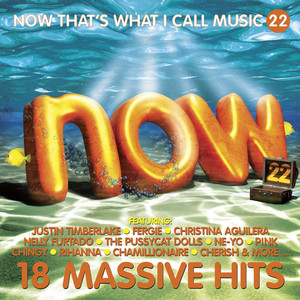 NOW THAT'S WHAT I CALL MUSIC 22
NOW
22
FEATURING:
JUSTIN TIMBERLAKE • FERGIE • CHRISTINA AGUILERA
NELLY FURTADO • THE PUSSYCAT DOLLS • NE-YO • PINK
CHINGY • RIHANNA • CHAMILLIONAIRE • CHERISH & MORE...
18 MASSIVE HITS